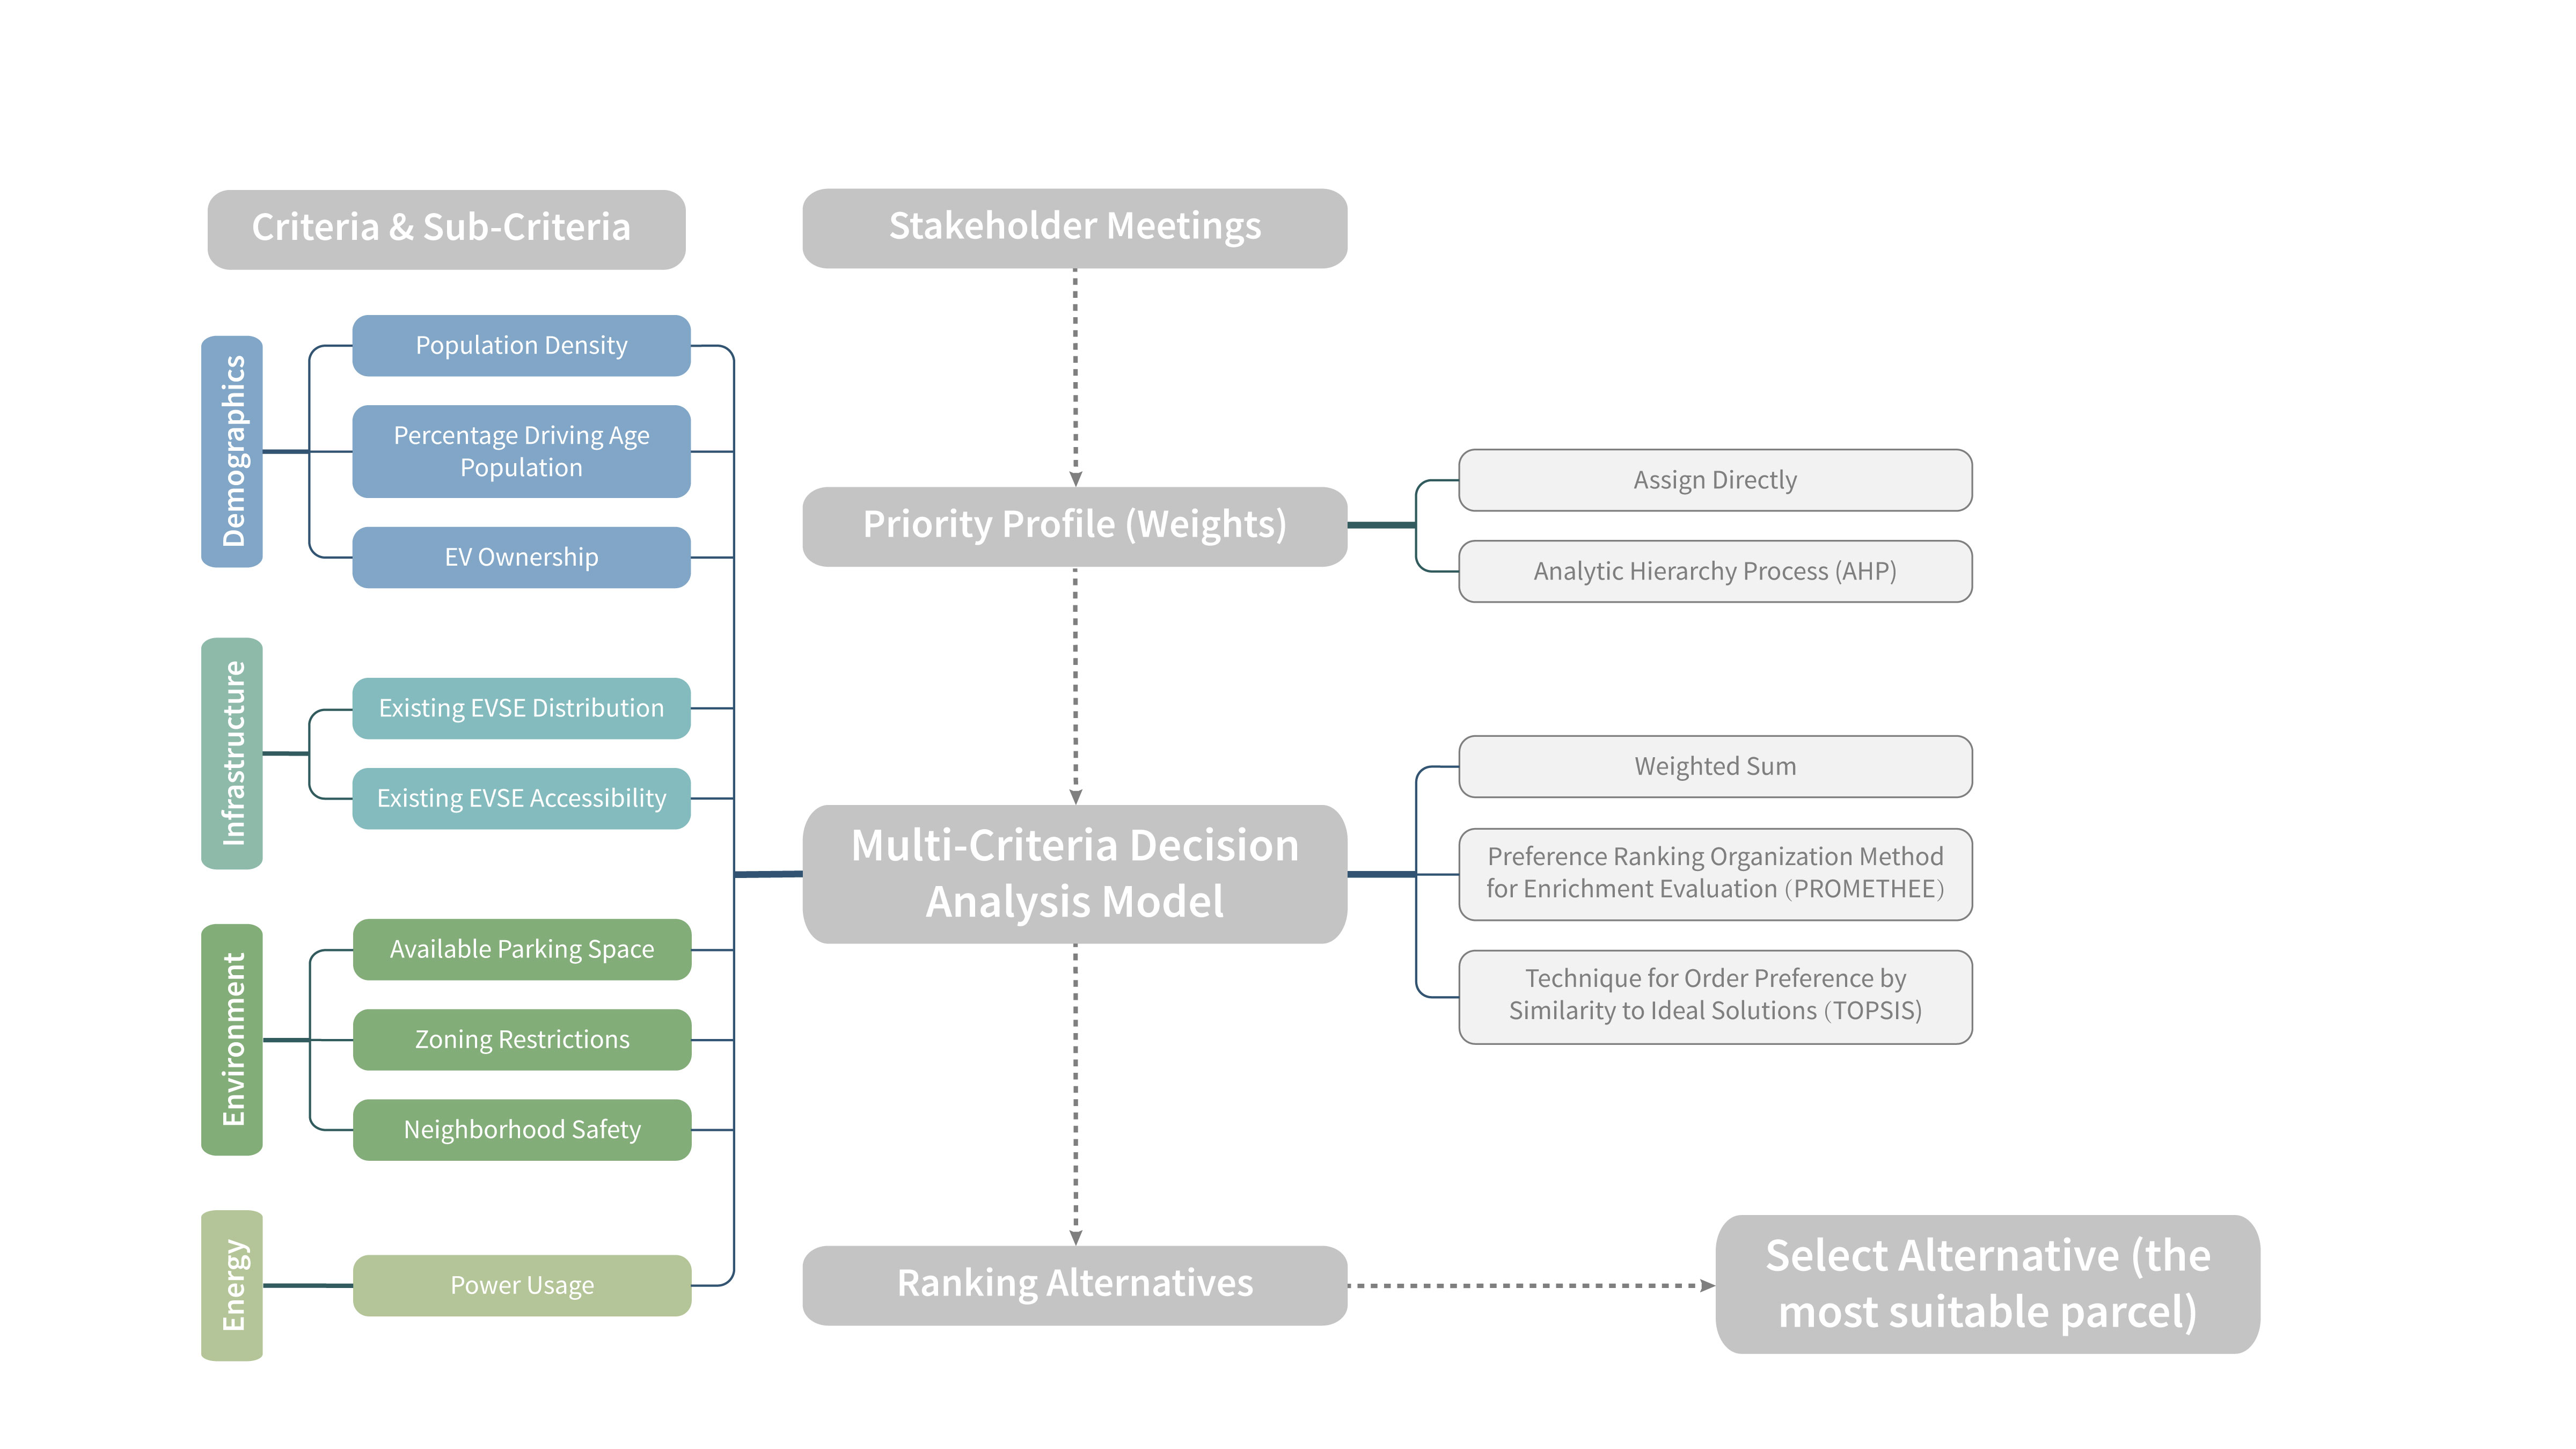 Criteria & Sub-Criteria
Demographics
Population Density
Percentage Driving Age
Population
EV Ownership
Infrastructure
Existing EVSE Distribution
Existing EVSE Accessibility
Environment
Available Parking Space
Zoning Restrictions
Neighborhood Safety
Energy
Power Usage
Stakeholder Meetings
Priority Profile (Weights)
Assign Directly
Analytic Hierarchy Process (AHP)
Multi-Criteria Decision
Analysis Model
Weighted Sum
Preference Ranking Organization Method
for Enrichment Evaluation (PROMETHEE)
Technique for Order Preference by
Similarity to Ideal Solutions (TOPSIS)
Ranking Alternatives
Select Alternative (the
most suitable parcel)